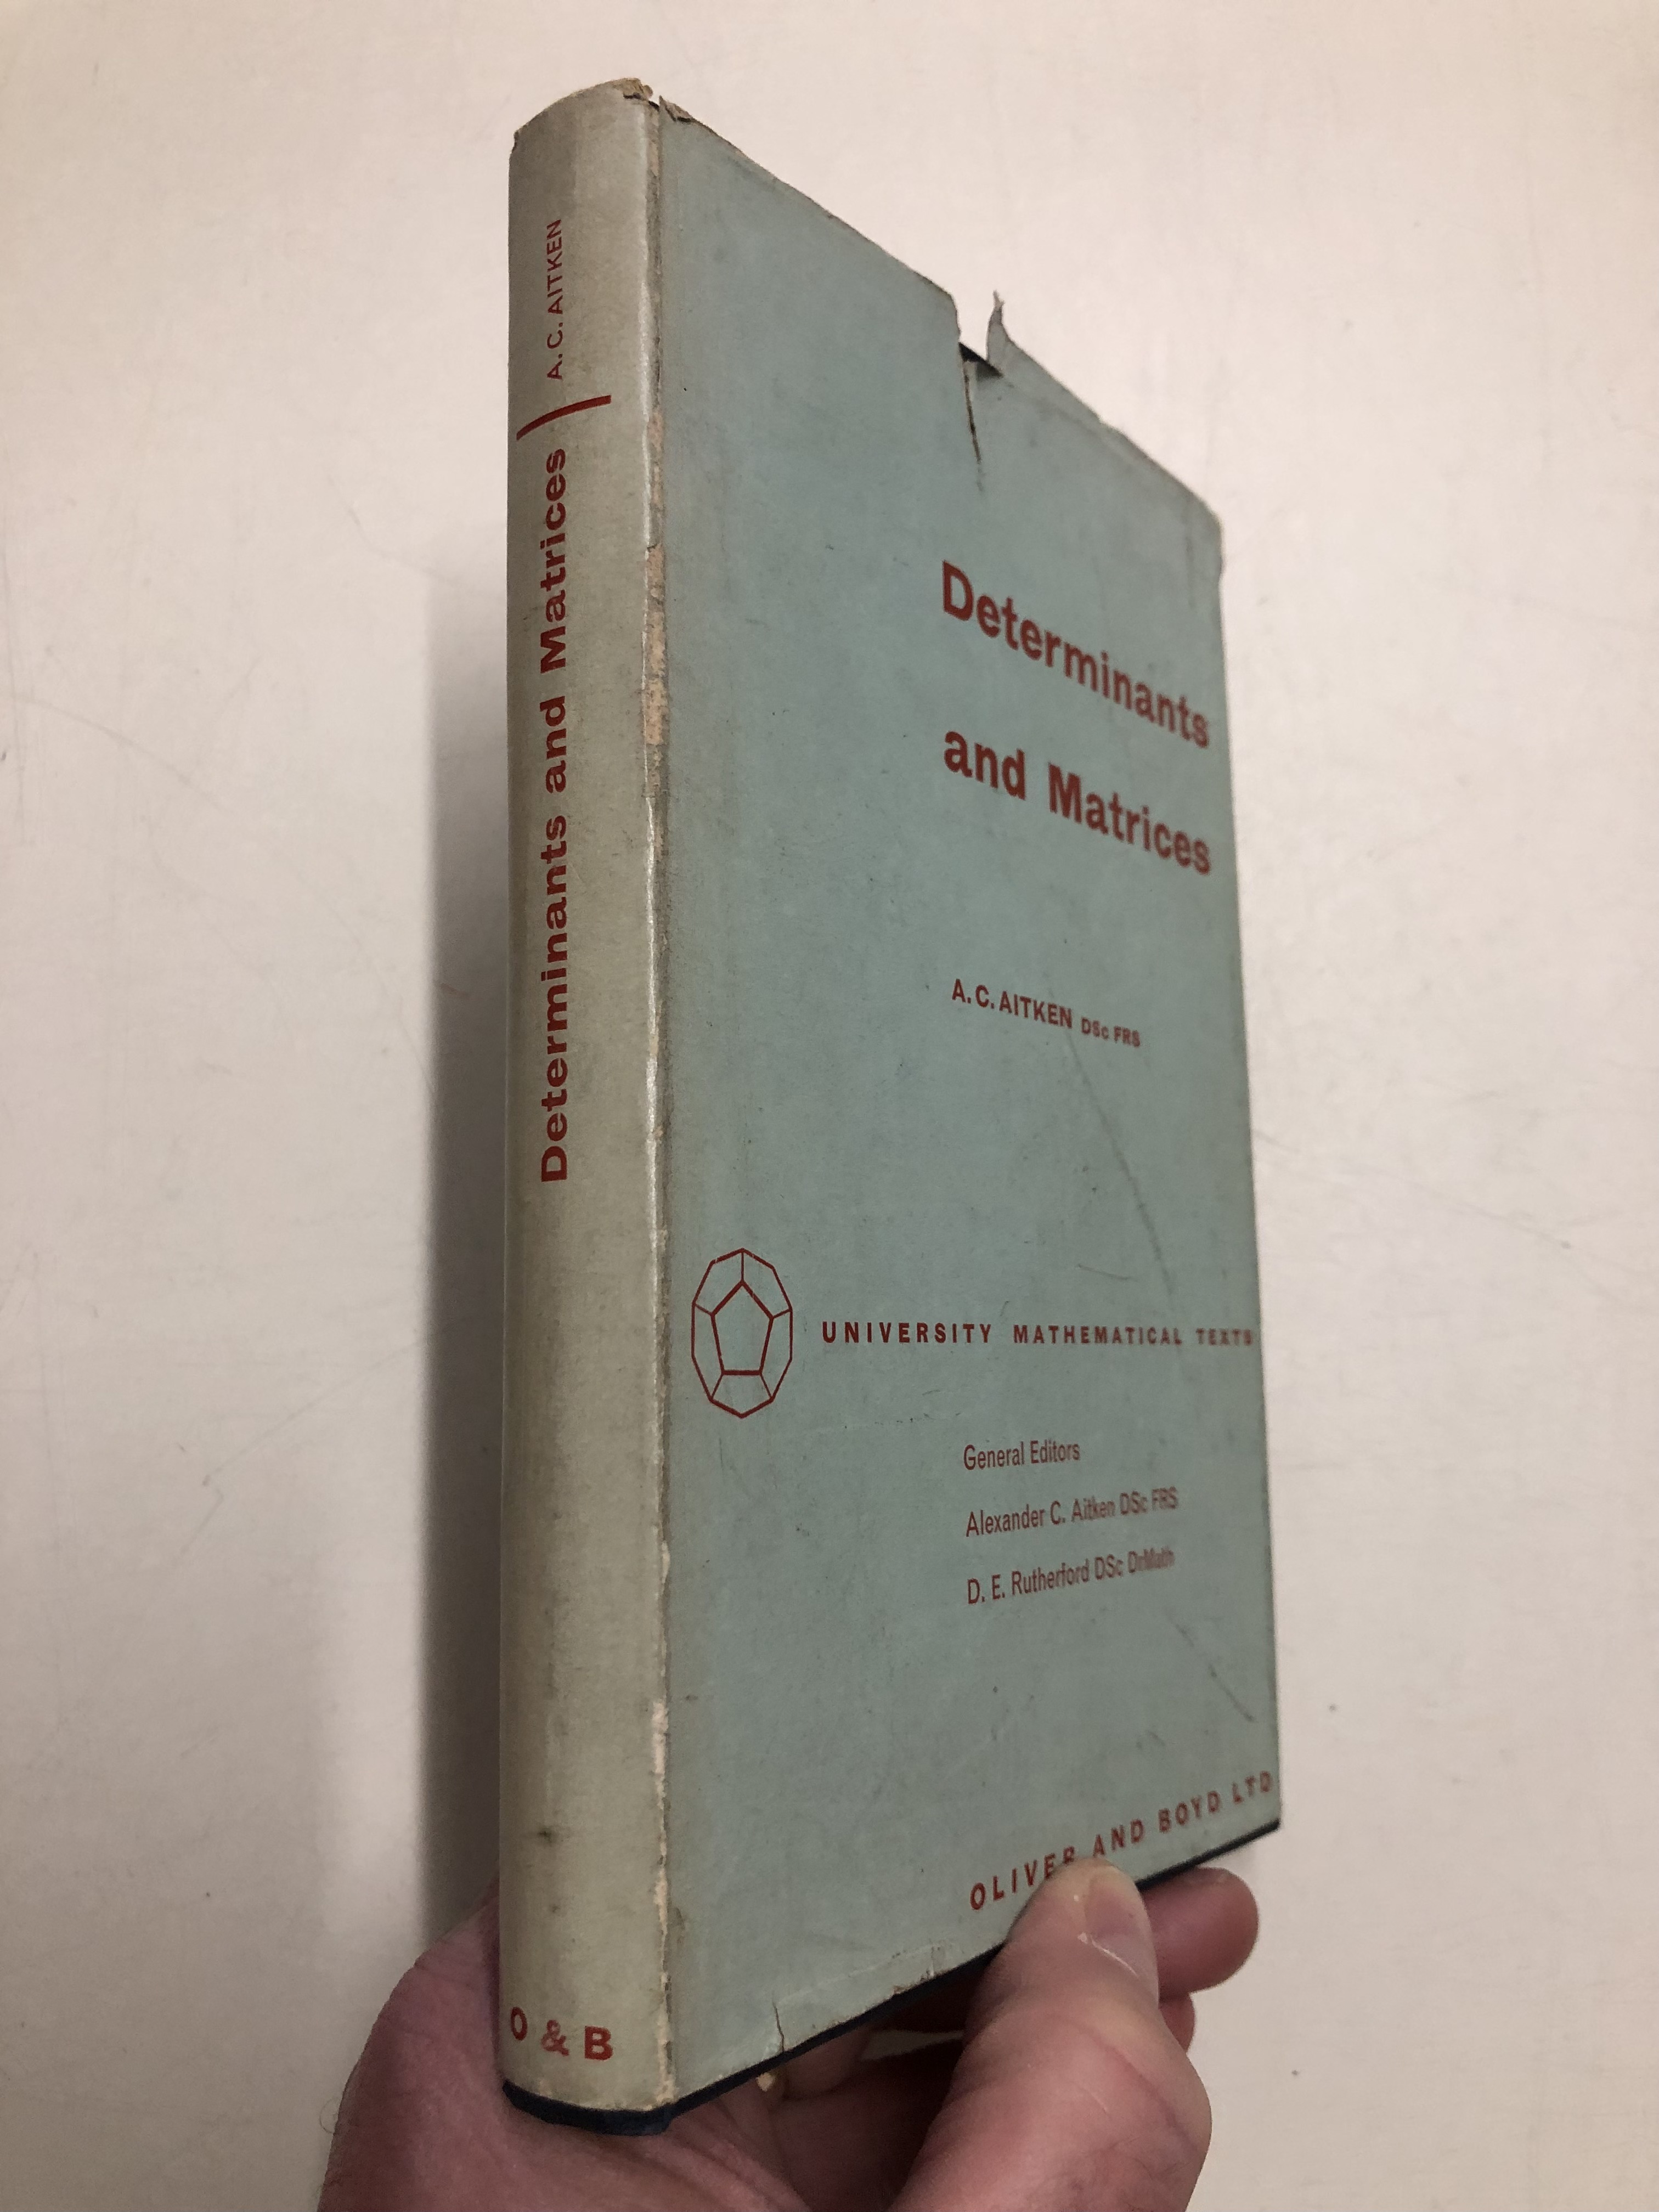 Determinants and Matrices
A. C. AITKEN
O & B
Determinants
and Matrices
A. C. AITKEN DSc FRS
UNIVERSITY MATHEMATICAL TEXTS
General Editors
Alexander C. Aitken DSc FRS
D. E. Rutherford DSc DrMath
OLIVER AND BOYD LTD